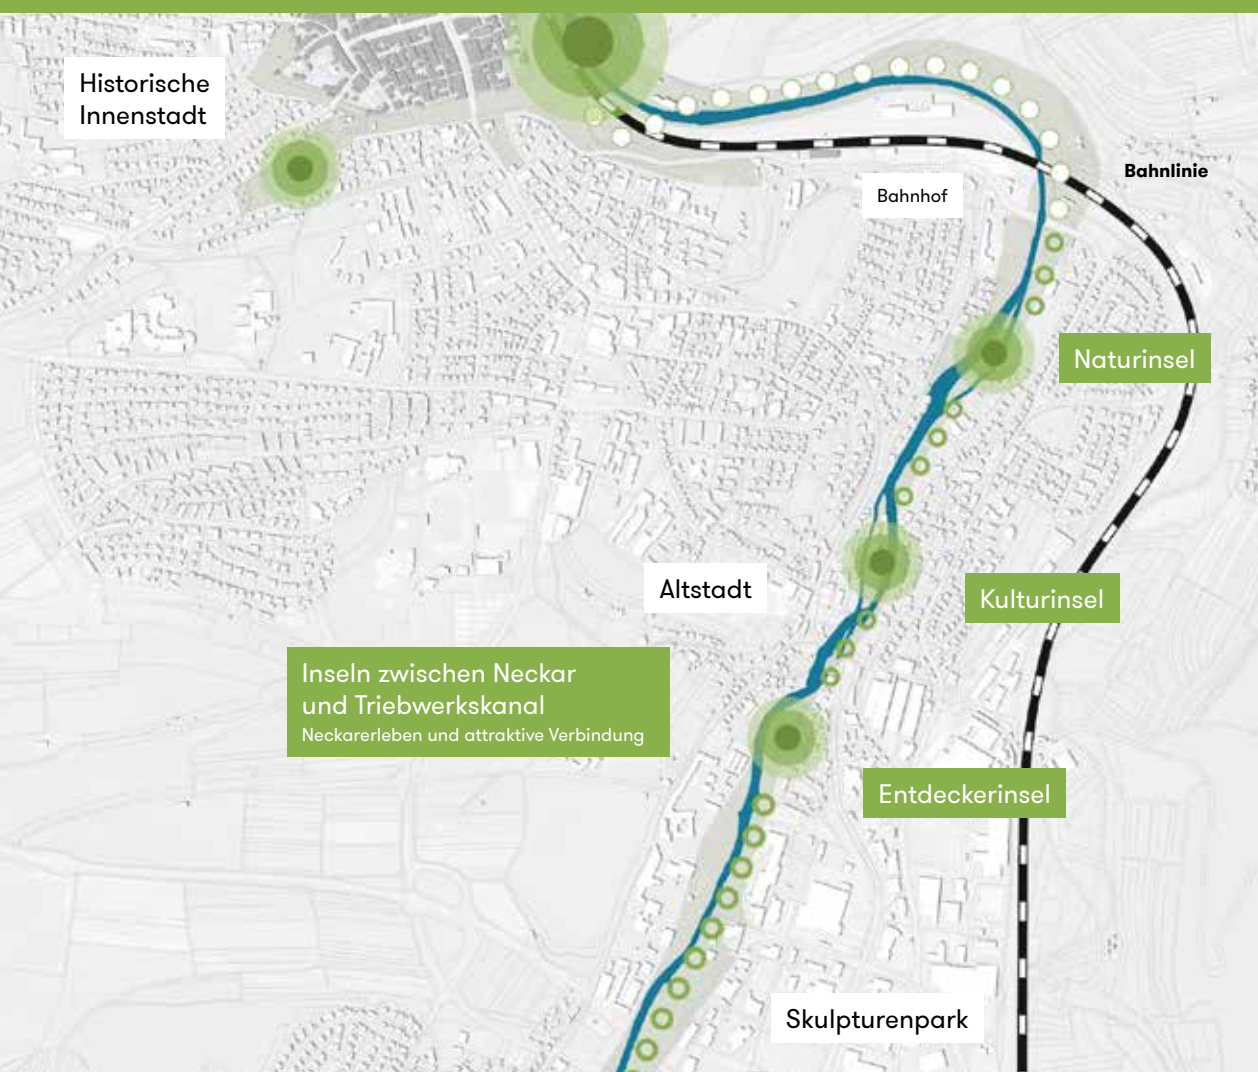 Historische
Innenstadt
Bahnlinie
Bahnhof
Naturinsel
Altstadt
Kulturinsel
Inseln zwischen Neckar
und Triebwerkskanal
Neckarerleben und attraktive Verbindung
Entdeckerinsel
Skulpturenpark